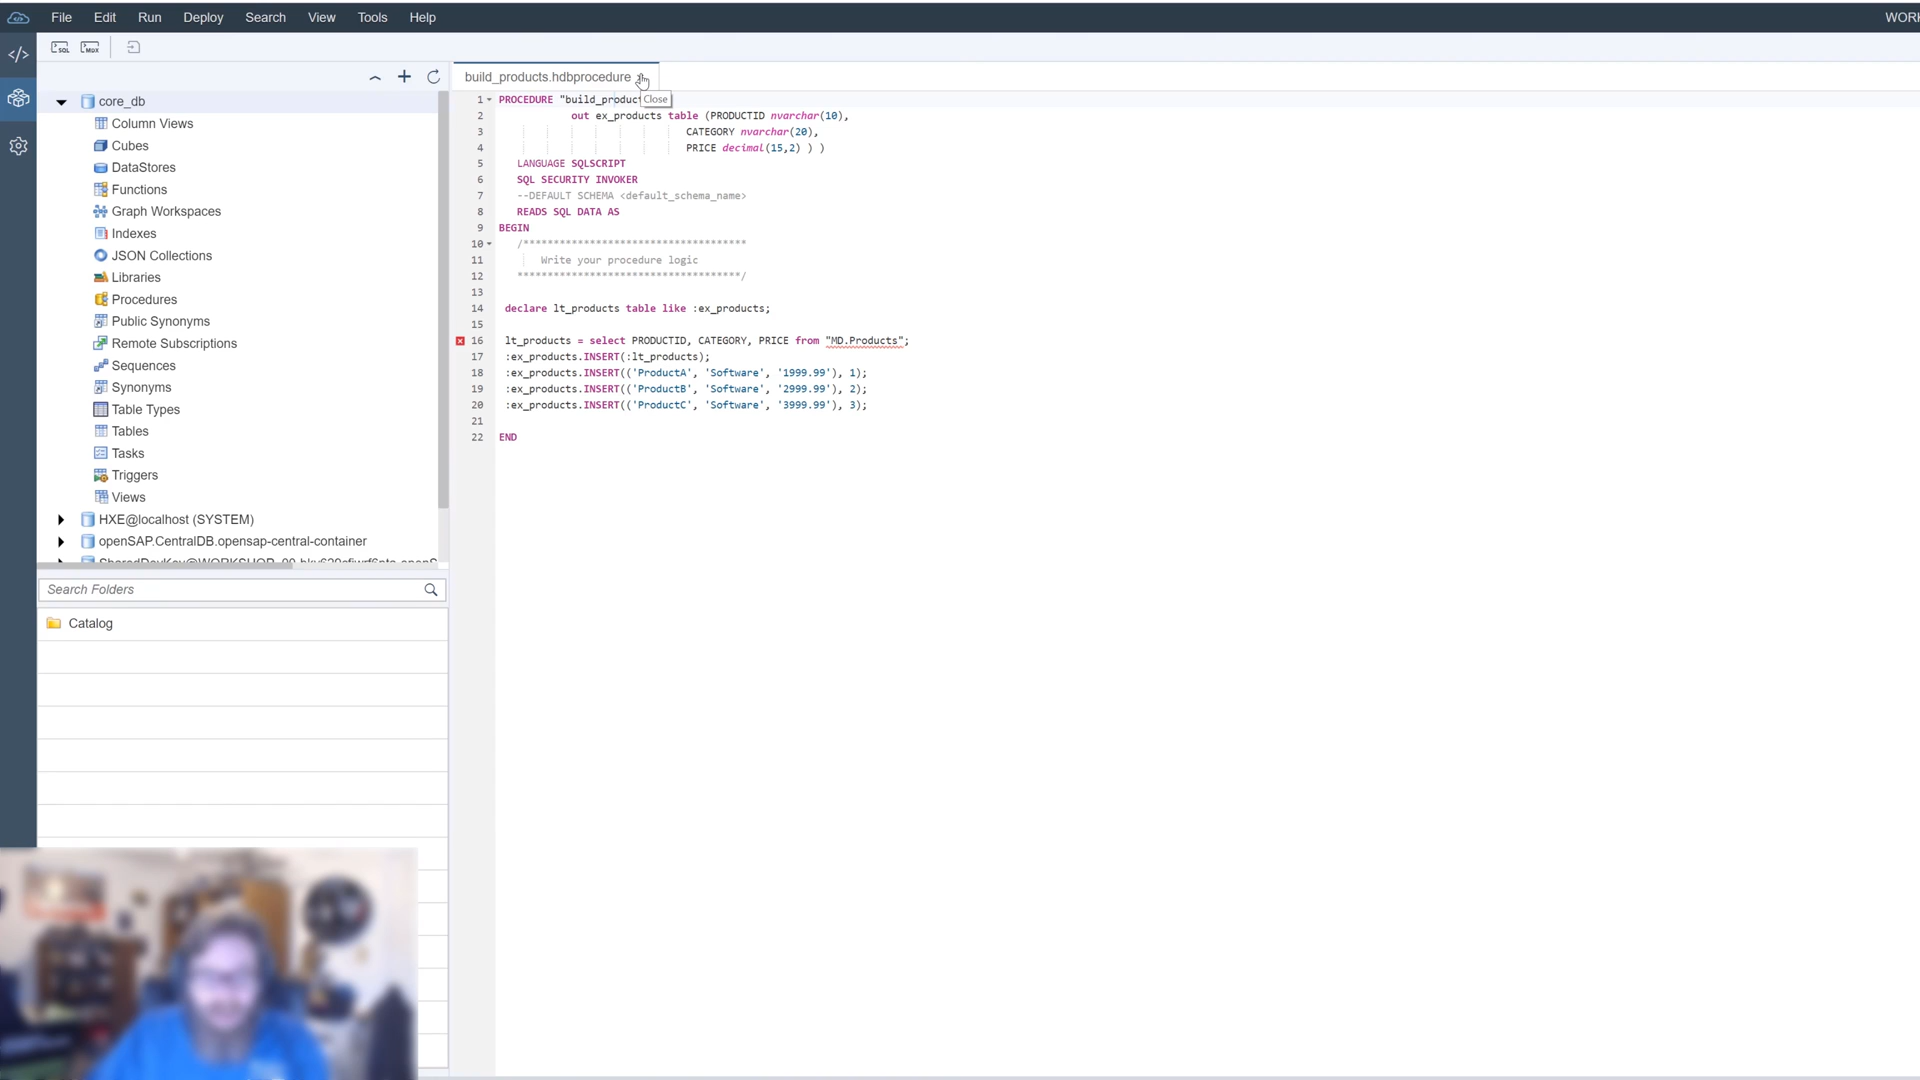 File Edit Run Deploy Search View Tools Help
WORK
SQL MDX
build_products.hdbprocedure
Close
core_db
Column Views
Cubes
DataStores
Functions
Graph Workspaces
Indexes
JSON Collections
Libraries
Procedures
Public Synonyms
Remote Subscriptions
Sequences
Synonyms
Table Types
Tables
Tasks
Triggers
Views
HXE@localhost (SYSTEM)
openSAP.CentralDB.opensap-central-container
Search Folders
Catalog
1 PROCEDURE "build_product
2 out ex_products table (PRODUCTID nvarchar(10),
3 CATEGORY nvarchar(20),
4 PRICE decimal(15,2) ) )
5 LANGUAGE SQLSCRIPT
6 SQL SECURITY INVOKER
7 --DEFAULT SCHEMA <default_schema_name>
8 READS SQL DATA AS
9 BEGIN
10 /*************************************
11 Write your procedure logic
12 *************************************/
13
14 declare lt_products table like :ex_products;
15
16 lt_products = select PRODUCTID, CATEGORY, PRICE from "MD.Products";
17 :ex_products.INSERT(:lt_products);
18 :ex_products.INSERT(('ProductA', 'Software', '1999.99'), 1);
19 :ex_products.INSERT(('ProductB', 'Software', '2999.99'), 2);
20 :ex_products.INSERT(('ProductC', 'Software', '3999.99'), 3);
21
22 END